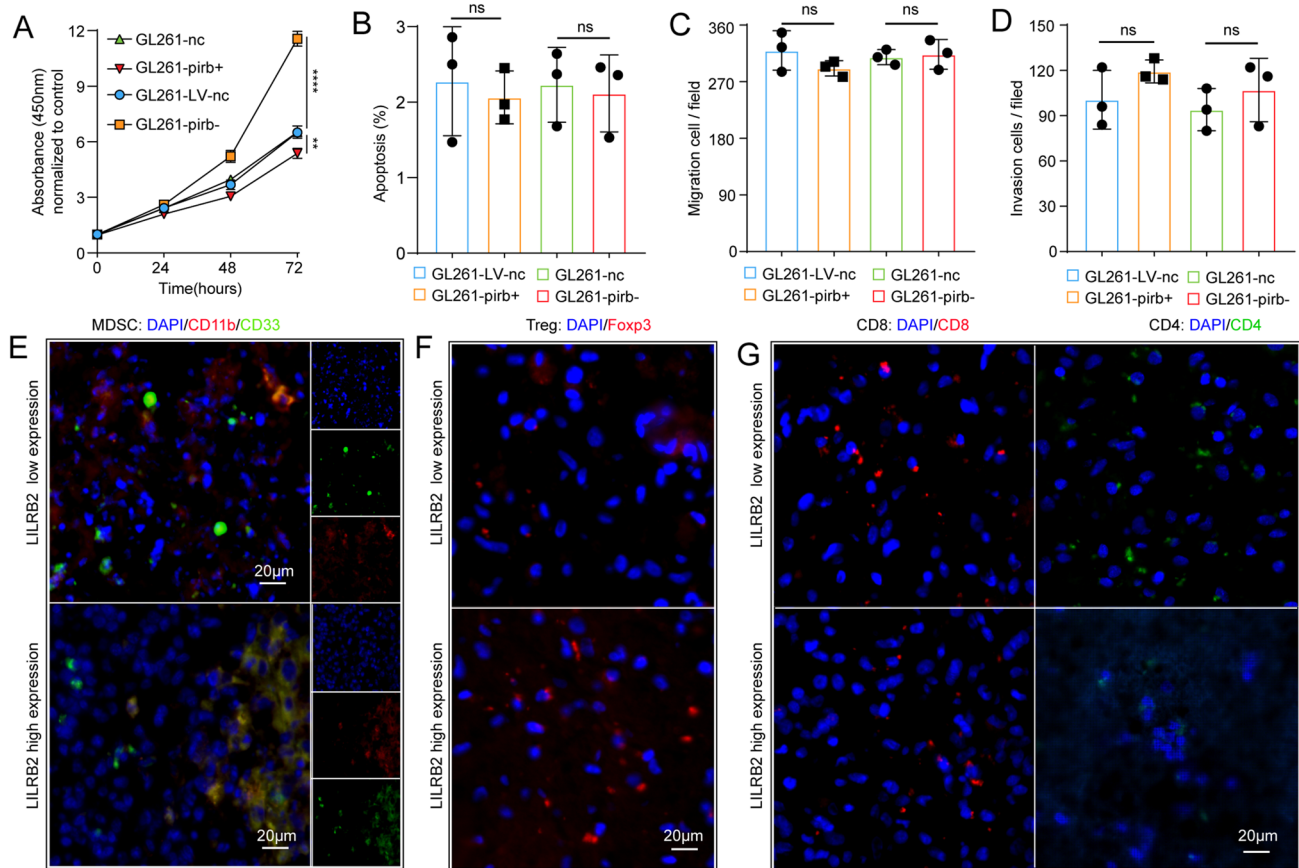 A
Absorbance (450nm)
normalized to control
12
9
6
3
0
0
24
48
72
Time(hours)
GL261-nc
GL261-pirb+
GL261-LV-nc
GL261-pirb-
****
**
B
Apoptosis (%)
3
2
1
0
ns
ns
GL261-LV-nc
GL261-nc
GL261-pirb+
GL261-pirb-
C
Migration cell / field
360
270
180
90
0
ns
ns
GL261-LV-nc
GL261-nc
GL261-pirb+
GL261-pirb-
D
Invasion cells / filed
150
120
90
60
30
0
ns
ns
GL261-LV-nc
GL261-nc
GL261-pirb+
GL261-pirb-
MDSC: DAPI/CD11b/CD33
E
LILRB2 low expression
20μm
LILRB2 high expression
20μm
Treg: DAPI/Foxp3
F
LILRB2 low expression
LILRB2 high expression
20μm
CD8: DAPI/CD8
CD4: DAPI/CD4
G
LILRB2 low expression
LILRB2 high expression
20μm